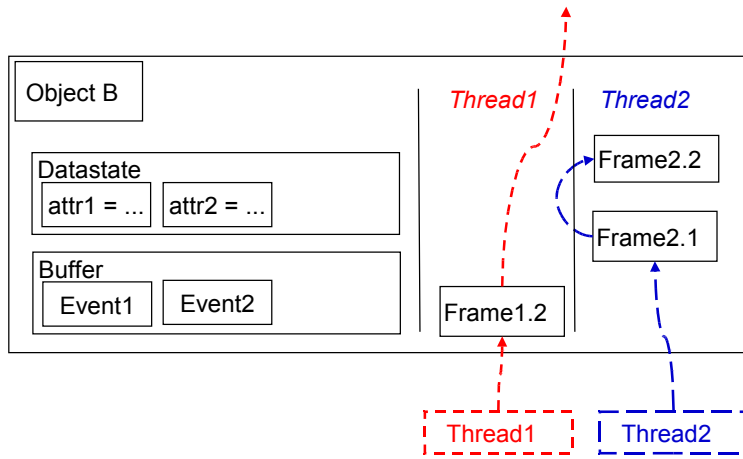 Object B
Thread1
Thread2
Datastate
attr1 = ...
attr2 = ...
Frame2.2
Frame2.1
Buffer
Event1
Event2
Frame1.2
Thread1
Thread2